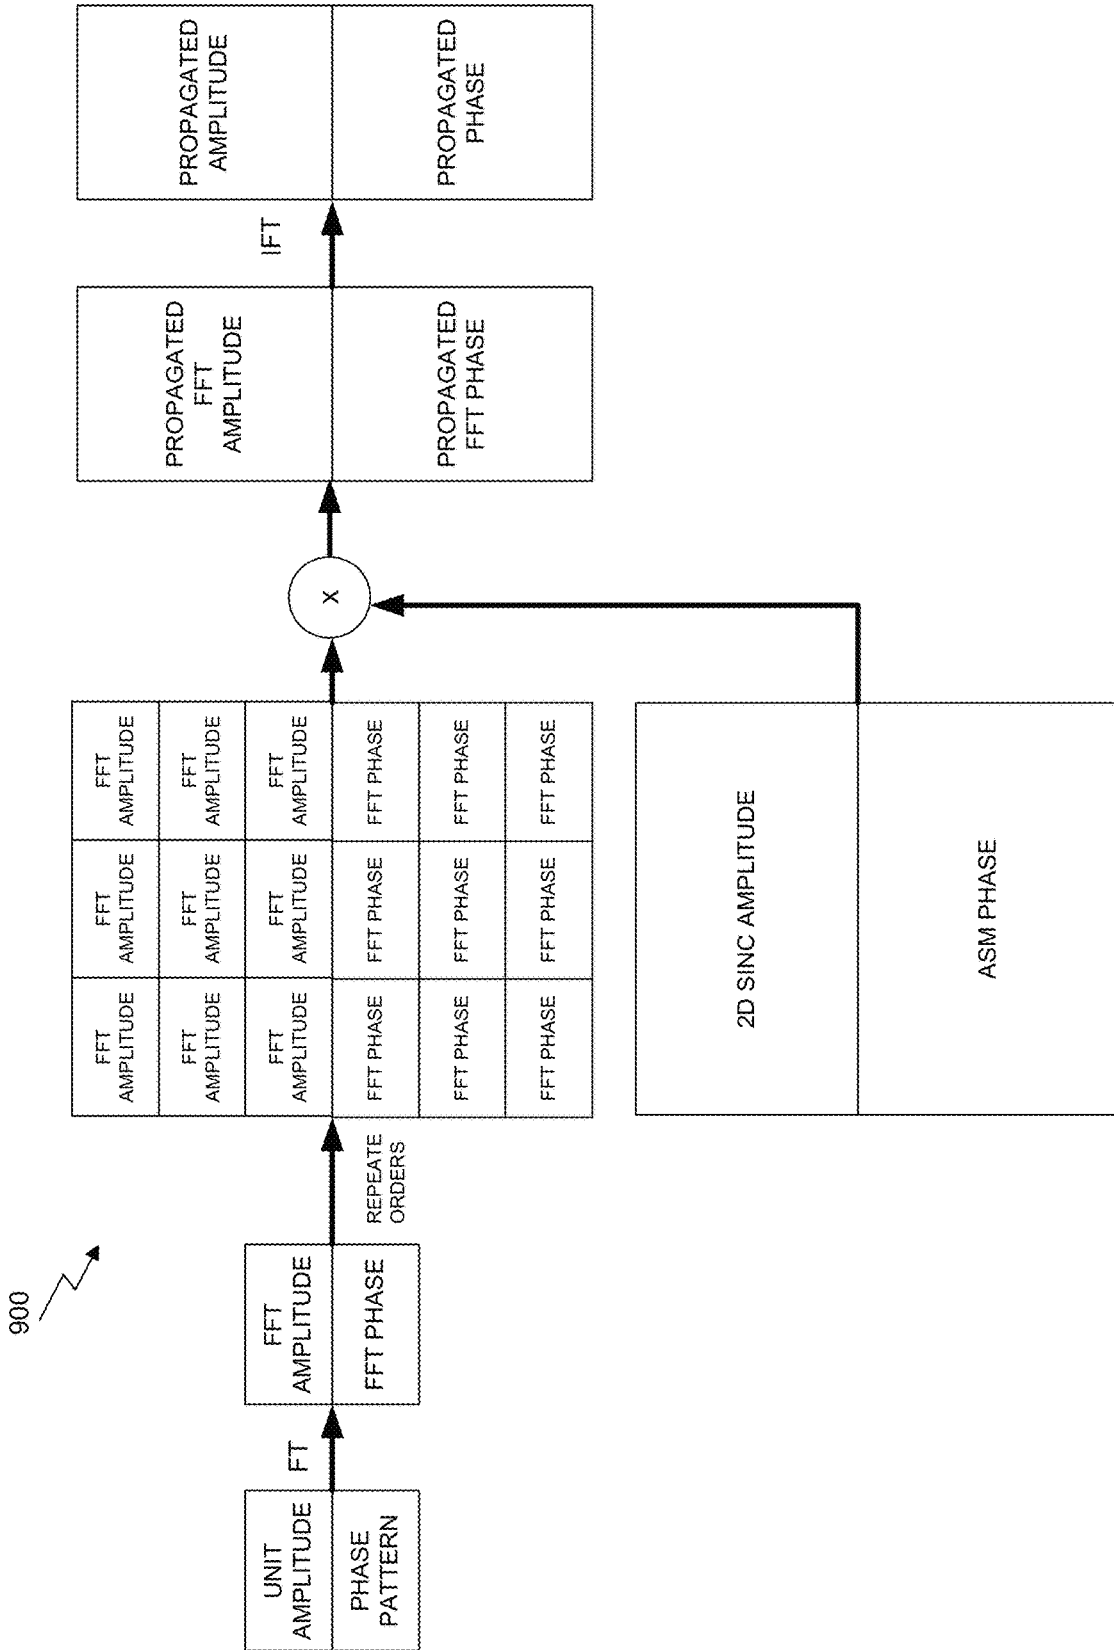 900
UNIT
AMPLITUDE
PHASE
PATTERN
FT
FFT
AMPLITUDE
FFT PHASE
REPEAT
ORDERS
FFT
AMPLITUDE
FFT
AMPLITUDE
FFT
AMPLITUDE
FFT
AMPLITUDE
FFT
AMPLITUDE
FFT
AMPLITUDE
FFT
AMPLITUDE
FFT
AMPLITUDE
FFT
AMPLITUDE
FFT PHASE
FFT PHASE
FFT PHASE
FFT PHASE
FFT PHASE
FFT PHASE
FFT PHASE
FFT PHASE
FFT PHASE
2D SINC AMPLITUDE
ASM PHASE
X
PROPAGATED
FFT
AMPLITUDE
PROPAGATED
FFT PHASE
IFT
PROPAGATED
AMPLITUDE
PROPAGATED
PHASE